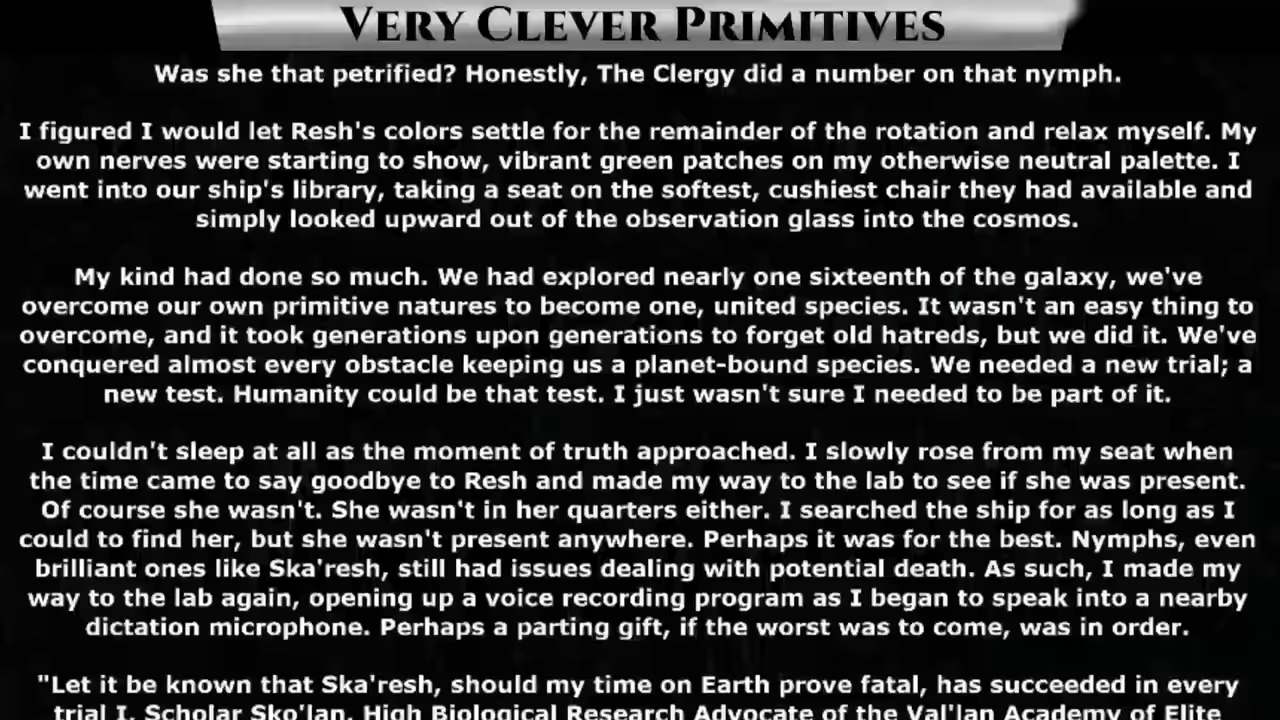 VERY CLEVER PRIMITIVES
Was she that petrified? Honestly, The Clergy did a number on that nymph.
I figured I would let Resh's colors settle for the remainder of the rotation and relax myself. My
own nerves were starting to show, vibrant green patches on my otherwise neutral palette. I
went into our ship's library, taking a seat on the softest, cushiest chair they had available and
simply looked upward out of the observation glass into the cosmos.
My kind had done so much. We had explored nearly one sixteenth of the galaxy, we've
overcome our own primitive natures to become one, united species. It wasn't an easy thing to
overcome, and it took generations upon generations to forget old hatreds, but we did it. We've
conquered almost every obstacle keeping us a planet-bound species. We needed a new trial; a
new test. Humanity could be that test. I just wasn't sure I needed to be part of it.
I couldn't sleep at all as the moment of truth approached. I slowly rose from my seat when
the time came to say goodbye to Resh and made my way to the lab to see if she was present.
Of course she wasn't. She wasn't in her quarters either. I searched the ship for as long as I
could to find her, but she wasn't present anywhere. Perhaps it was for the best. Nymphs, even
brilliant ones like Ska'resh, still had issues dealing with potential death. As such, I made my
way to the lab again, opening up a voice recording program as I began to speak into a nearby
dictation microphone. Perhaps a parting gift, if the worst was to come, was in order.
"Let it be known that Ska'resh, should my time on Earth prove fatal, has succeeded in every
trial I, Scholar Sko'lan, High Biological Research Advocate of the Val'lan Academy of Elite